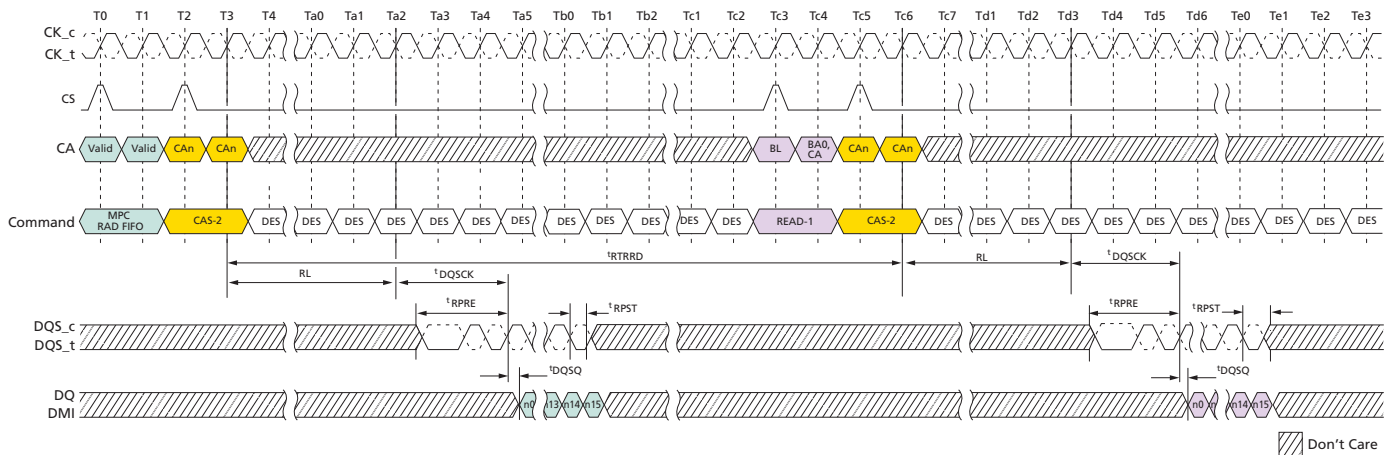 T0 T1 T2 T3 T4 Ta0 Ta1 Ta2 Ta3 Ta4 Ta5 Tb0 Tb1 Tb2 Tc1 Tc2 Tc3 Tc4 Tc5 Tc6 Tc7 Td1 Td2 Td3 Td4 Td5 Td6 Te0 Te1 Te2 Te3
CK_c
CK_t
CS
CA Valid Valid CAn CAn BL BA0, CA CAn CAn
Command MPC RAD FIFO CAS-2 DES DES DES DES DES DES DES DES DES DES DES DES READ-1 CAS-2 DES DES DES DES DES DES DES DES DES DES DES
tRTRRD
RL tDQSCK RL tDQSCK
tRPRE tRPST tRPRE tRPST
DQS_c
DQS_t
tDQSQ tDQSQ
DQ
DMI
n0 n13 n14 n15 n0 n n14 n15
Don't Care